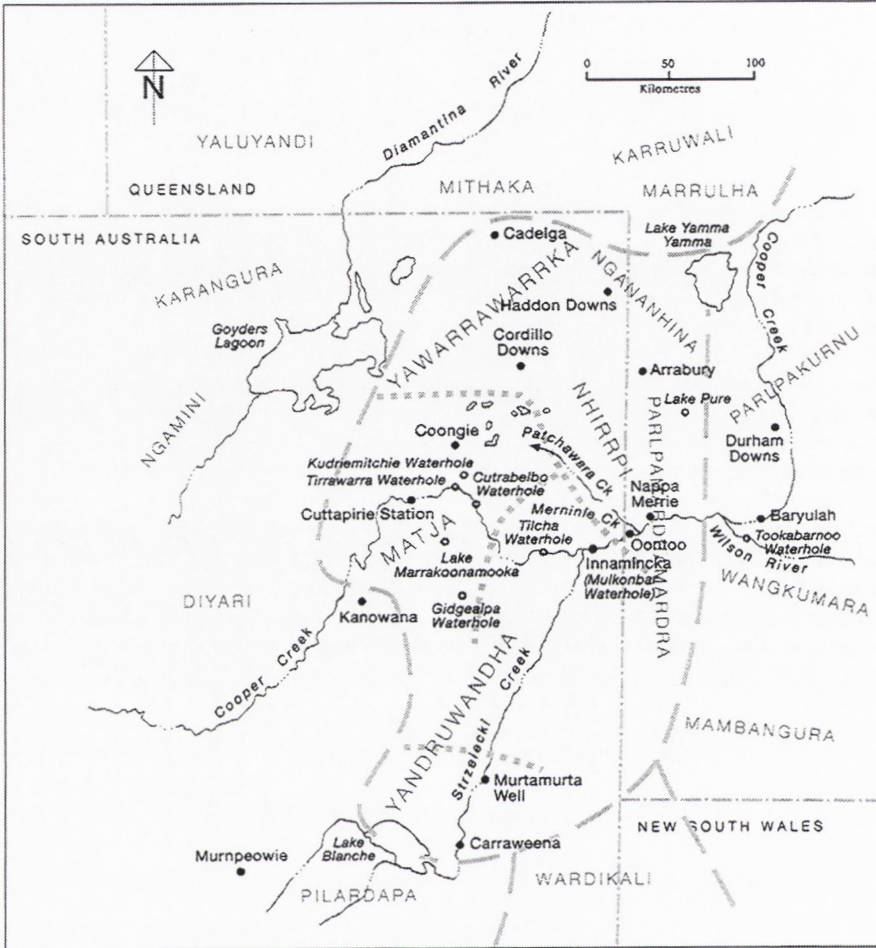 N
0 50 100
Kilometres
Diamantina River
YALUYANDI
KARRUWALI
QUEENSLAND
MITHAKA
MARRULHA
SOUTH AUSTRALIA
Lake Yamma
Yamma
Cadelga
KARANGURA
NGANANHINA
Cooper Creek
Haddon Downs
Goyders
Lagoon
YAWARRAWARRKA
Cordillo
Downs
Arrabury
PARLPAKURNU
NGAMINI
NHIRRPI
Lake Pure
Coongie
Patchawara Ck
PARLPAMARDRAMARDRA
Durham
Downs
Kudriemitchie Waterhole
Tirrawarra Waterhole
Cutrabelbo
Waterhole
Nappa
Merrie
Cuttapirie Station
Merninie Ck
Baryulah
MATJA
Tilcha
Waterhole
Oontoo
Wilson River
Tookabarnoo
Waterhole
Lake
Marrakoonamooka
Innamincka
(Mulkonbar
Waterhole)
WANGKUMARA
DIYARI
Kanowana
Gidgealpa
Waterhole
Cooper Creek
YANDRUWANDHA
Strzelecki Creek
MAMBANGURA
Murtamurta
Well
NEW SOUTH WALES
Murnpeowie
Lake
Blanche
Carraweena
PILARDAPA
WARDIKALI